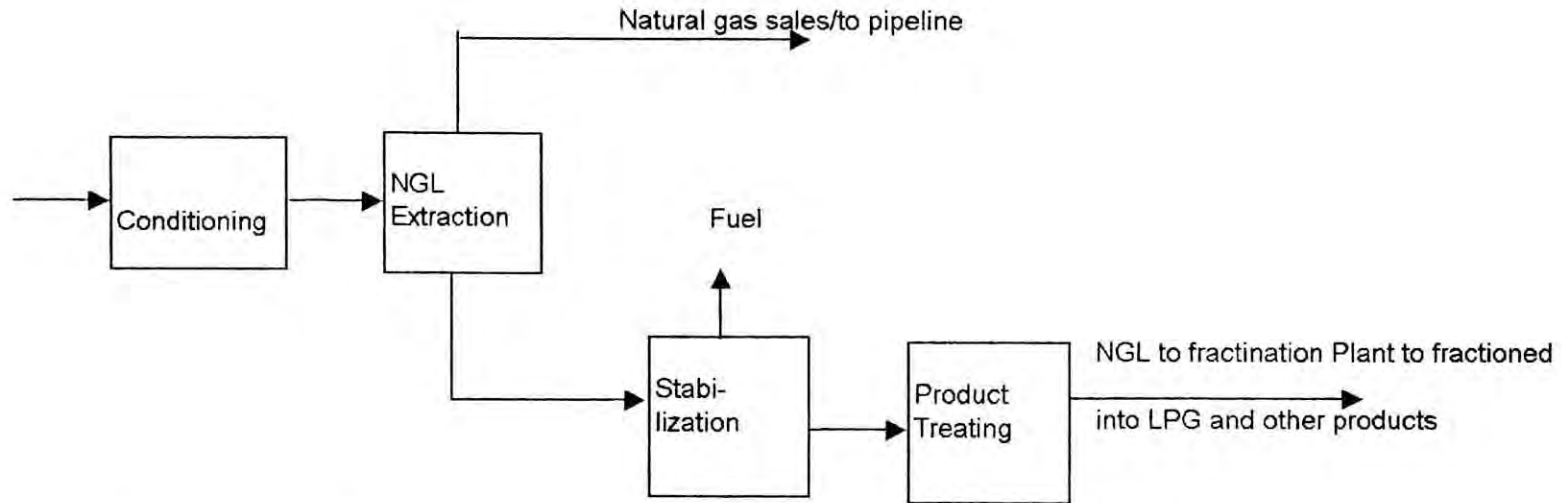 Natural gas sales/to pipeline
Conditioning
NGL
Extraction
Fuel
Stabi-
lization
Product
Treating
NGL to fractination Plant to fractioned
into LPG and other products